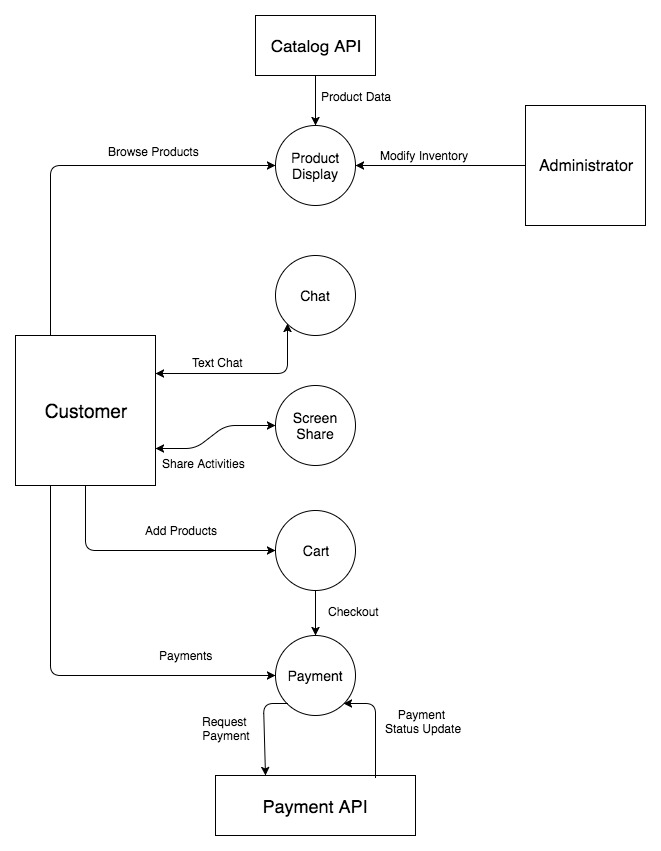 Catalog API
Product Data
Browse Products
Product
Display
Modify Inventory
Administrator
Chat
Text Chat
Customer
Screen
Share
Share Activities
Add Products
Cart
Checkout
Payments
Payment
Request
Payment
Payment
Status Update
Payment API